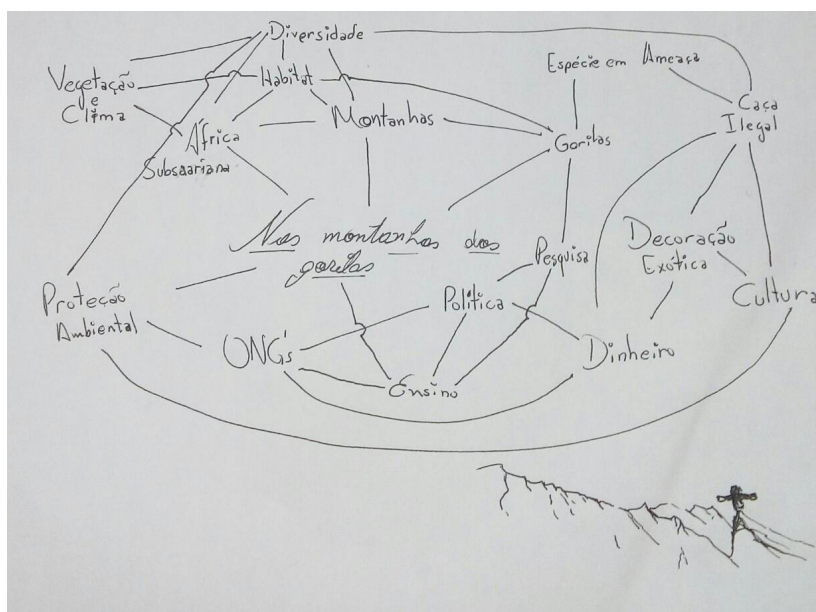 Diversidade
Espécie em Ameaça
Vegetação
e
Clima
Habitat
Caça
Ilegal
África
Subsaariana
Montanhas
Gorilas
Nas montanhas dos
gorilas
Pesquisa
Decoração
Exótica
Proteção
Ambiental
Política
Cultura
ONG's
Dinheiro
Ensino